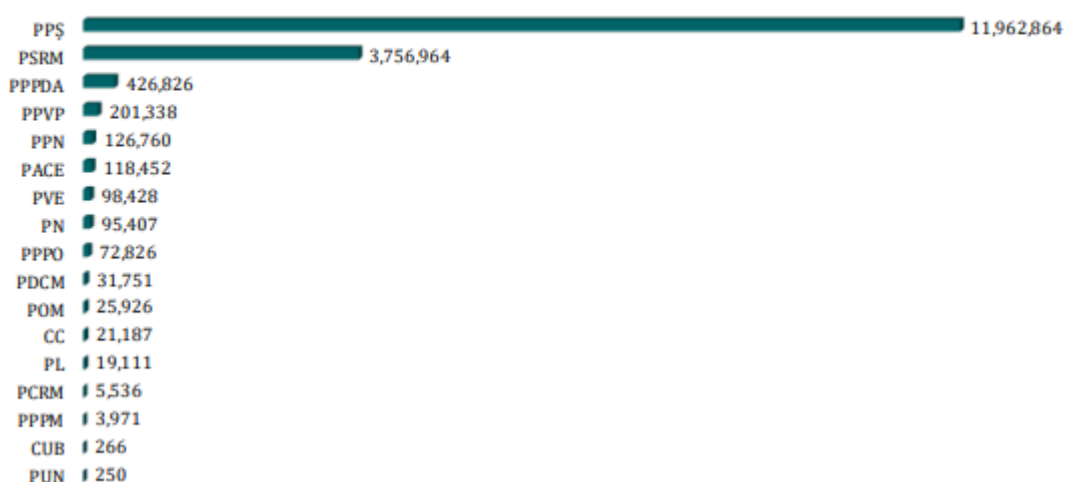 PPȘ 11,962,864
PSRM 3,756,964
PPPDA 426,826
PPVP 201,338
PPN 126,760
PACE 118,452
PVE 98,428
PN 95,407
PPPO 72,826
PDCM 31,751
POM 25,926
CC 21,187
PL 19,111
PCRM 5,536
PPPM 3,971
CUB 266
PUN 250